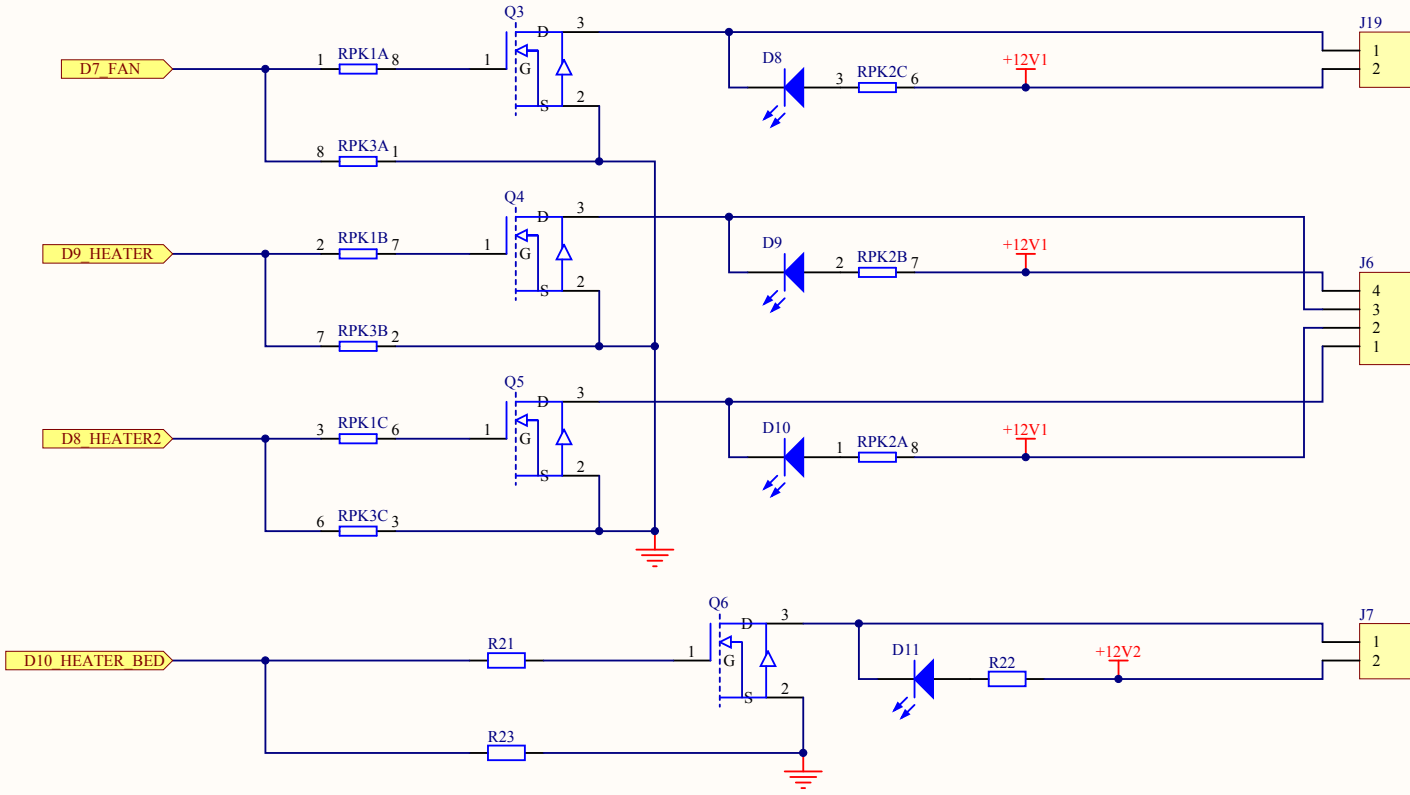 Q3
D 3
J19
D7_FAN
1 RPK1A 8
1
G
D8
3 RPK2C 6
+12V1
1
2
S 2
8 RPK3A 1
Q4
D 3
D9_HEATER
2 RPK1B 7
1
G
D9
2 RPK2B 7
+12V1
J6
4
3
2
1
S 2
7 RPK3B 2
Q5
D 3
D8_HEATER2
3 RPK1C 6
1
G
D10
1 RPK2A 8
+12V1
S 2
6 RPK3C 3
Q6
D 3
J7
D10_HEATER_BED
R21
1
G
D11
R22
+12V2
1
2
S 2
R23